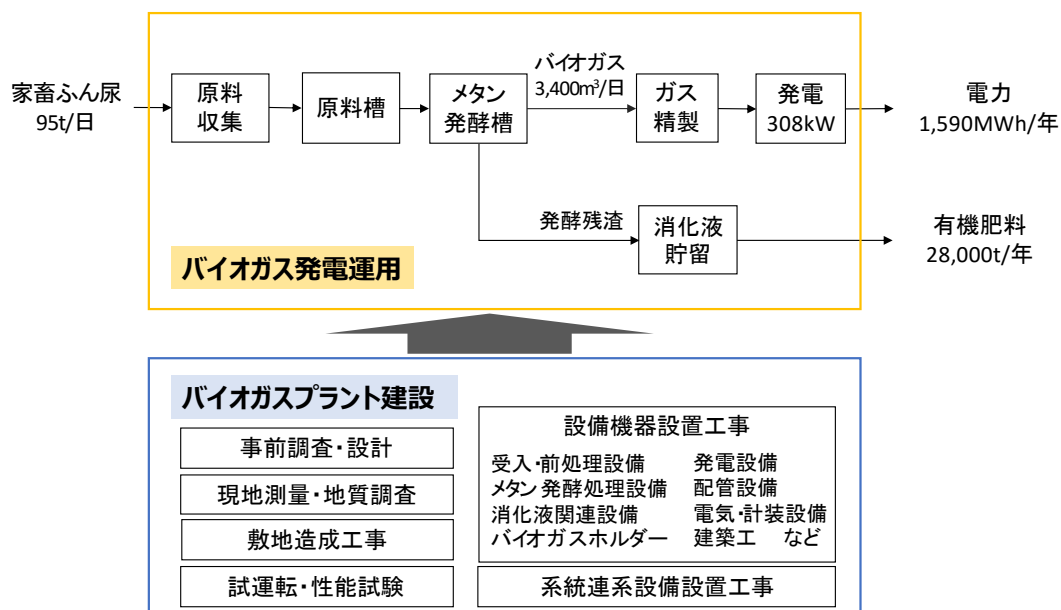 家畜ふん尿
95t/日
原料
収集
原料槽
メタン
発酵槽
バイオガス
3,400m³/日
ガス
精製
発電
308kW
電力
1,590MWh/年
発酵残渣
消化液
貯留
有機肥料
28,000t/年
バイオガス発電運用
バイオガスプラント建設
事前調査・設計
現地測量・地質調査
敷地造成工事
試運転・性能試験
設備機器設置工事
受入・前処理設備
メタン発酵処理設備
消化液関連設備
バイオガスホルダー
発電設備
配管設備
電気・計装設備
建築工 など
系統連系設備設置工事